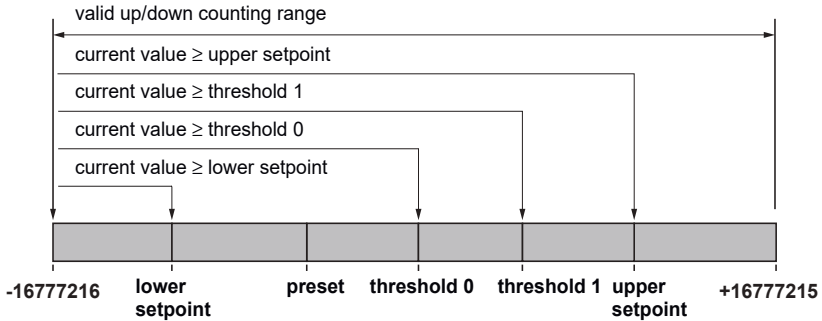 valid up/down counting range
current value ≥ upper setpoint
current value ≥ threshold 1
current value ≥ threshold 0
current value ≥ lower setpoint
-16777216 lower setpoint preset threshold 0 threshold 1 upper setpoint +16777215